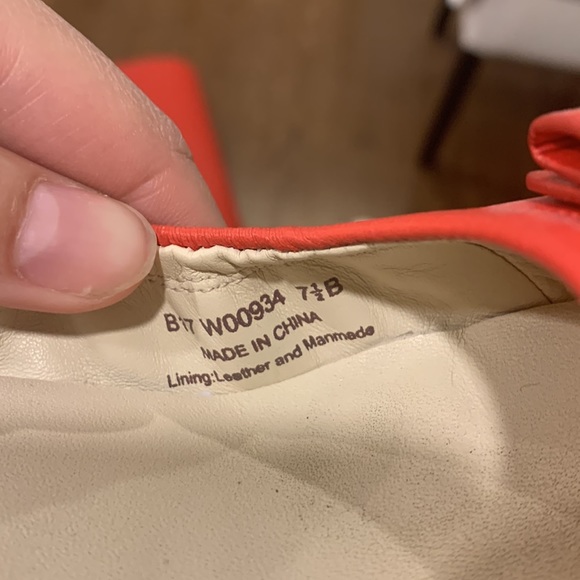 W00934 7½B
MADE IN CHINA
Lining:Leather and Manmade